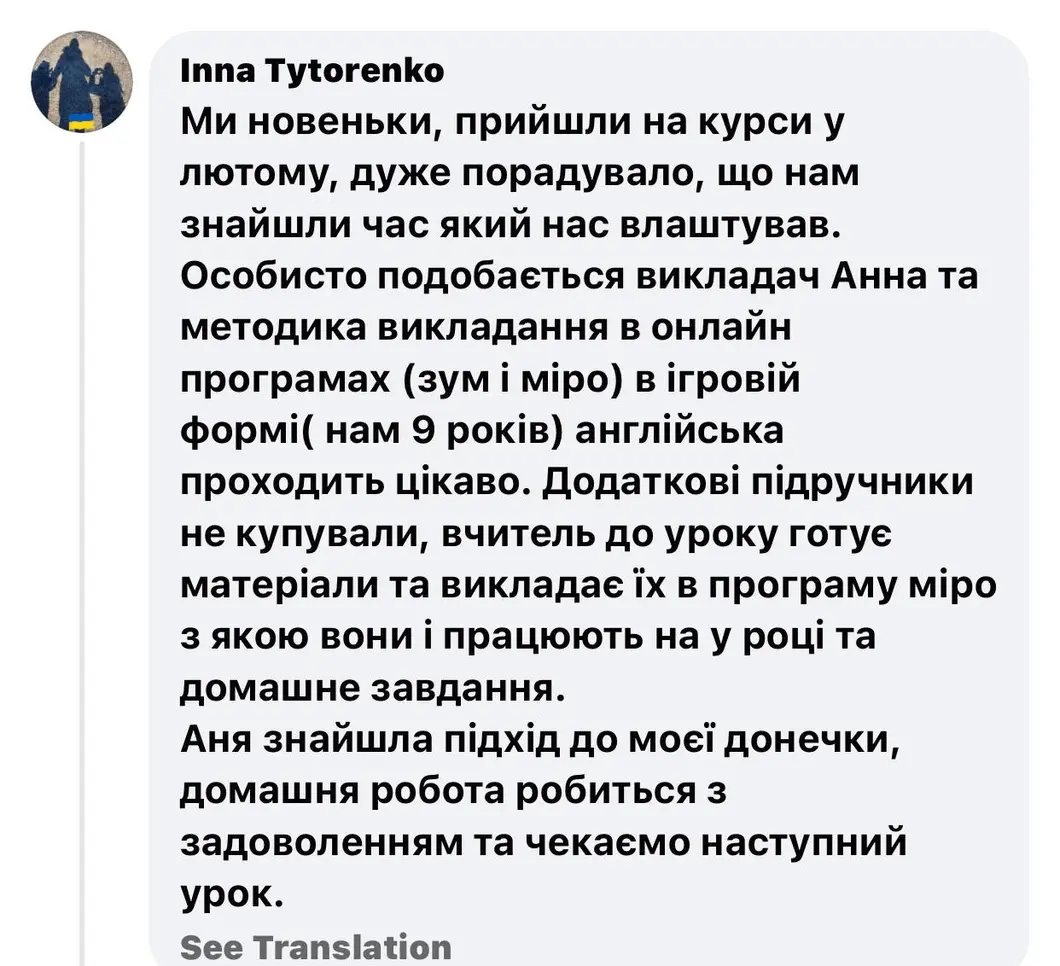 Inna Tytorenko
Ми новеньки, прийшли на курси у
лютому, дуже порадувало, що нам
знайшли час який нас влаштував.
Особисто подобається викладач Анна та
методика викладання в онлайн
програмах (зум і міро) в ігровій
формі( нам 9 років) англійська
проходить цікаво. Додаткові підручники
не купували, вчитель до уроку готує
матеріали та викладає їх в програму міро
з якою вони і працюють на у році та
домашне завдання.
Аня знайшла підхід до моєї донечки,
домашня робота робиться з
задоволенням та чекаємо наступний
урок.
See Translation